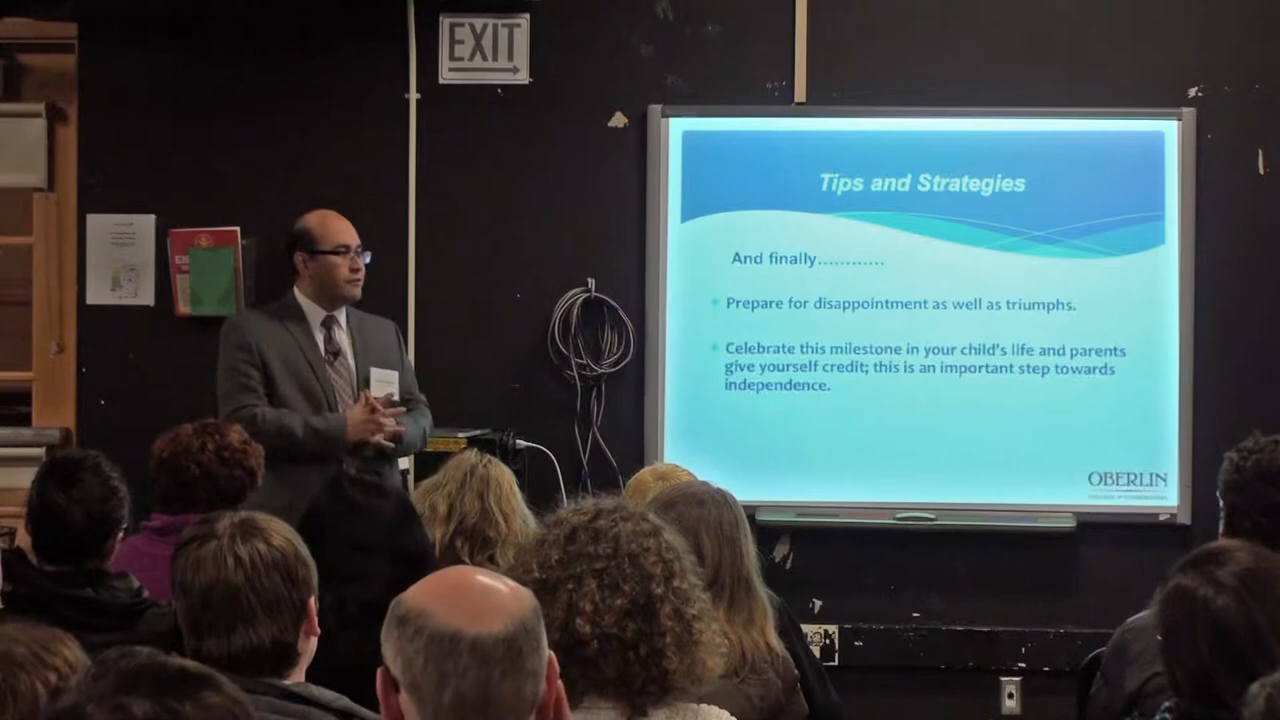 EXIT
Tips and Strategies
And finally............
Prepare for disappointment as well as triumphs.
Celebrate this milestone in your child's life and parents
give yourself credit; this is an important step towards
independence.
OBERLIN